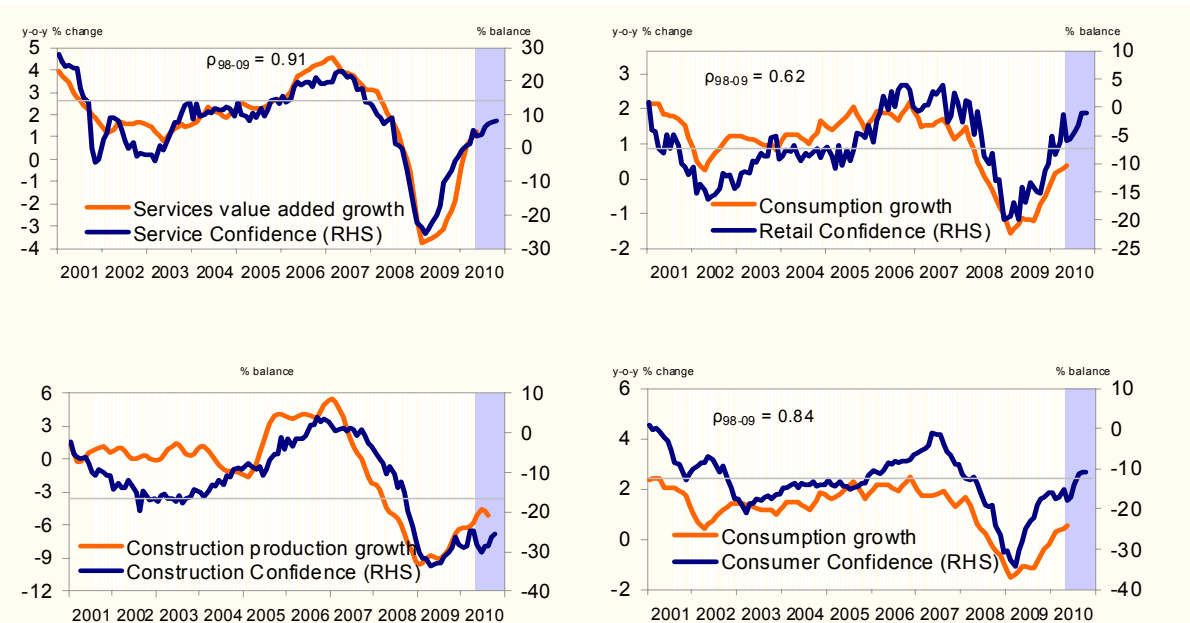 y-o-y % change
% balance
5
4
3
2
1
0
-1
-2
-3
-4
30
20
10
0
-10
-20
-30
ρ98-09 = 0.91
Services value added growth
Service Confidence (RHS)
2001 2002 2003 2004 2005 2006 2007 2008 2009 2010
y-o-y % change
% balance
3
2
1
0
-1
-2
10
5
0
-5
-10
-15
-20
-25
ρ98-09 = 0.62
Consumption growth
Retail Confidence (RHS)
2001 2002 2003 2004 2005 2006 2007 2008 2009 2010
% balance
6
3
0
-3
-6
-9
-12
10
0
-10
-20
-30
-40
Construction production growth
Construction Confidence (RHS)
2001 2002 2003 2004 2005 2006 2007 2008 2009 2010
y-o-y % change
% balance
6
4
2
0
-2
10
0
-10
-20
-30
-40
ρ98-09 = 0.84
Consumption growth
Consumer Confidence (RHS)
2001 2002 2003 2004 2005 2006 2007 2008 2009 2010